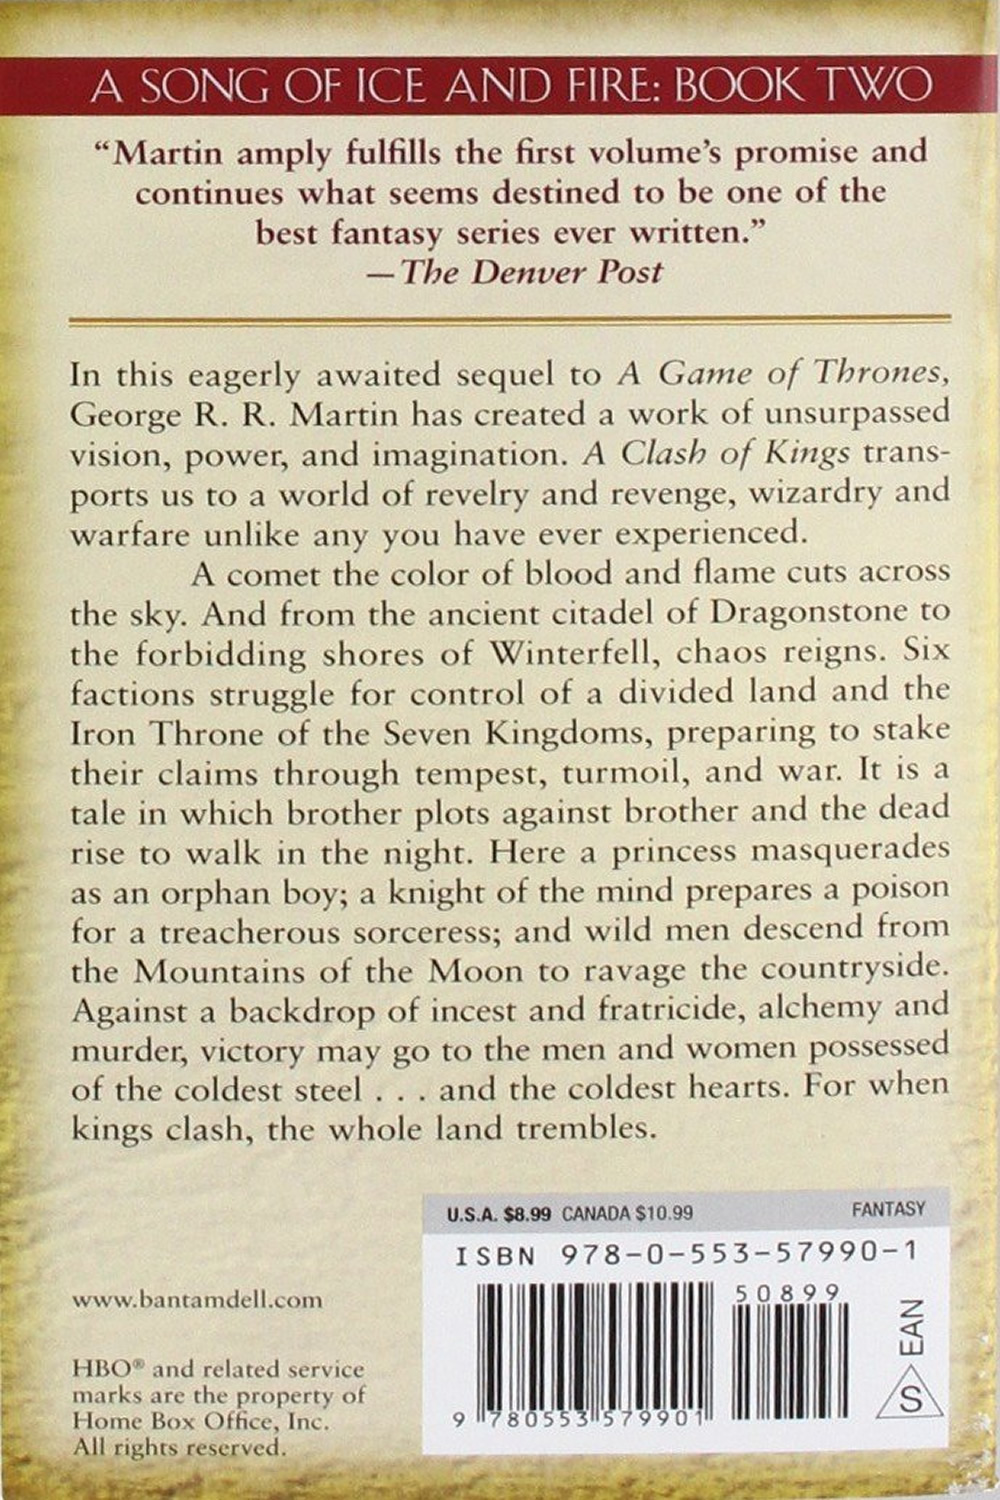 A SONG OF ICE AND FIRE: BOOK TWO
“Martin amply fulfills the first volume’s promise and
continues what seems destined to be one of the
best fantasy series ever written.”
—The Denver Post
In this eagerly awaited sequel to A Game of Thrones,
George R. R. Martin has created a work of unsurpassed
vision, power, and imagination. A Clash of Kings trans-
ports us to a world of revelry and revenge, wizardry and
warfare unlike any you have ever experienced.
A comet the color of blood and flame cuts across
the sky. And from the ancient citadel of Dragonstone to
the forbidding shores of Winterfell, chaos reigns. Six
factions struggle for control of a divided land and the
Iron Throne of the Seven Kingdoms, preparing to stake
their claims through tempest, turmoil, and war. It is a
tale in which brother plots against brother and the dead
rise to walk in the night. Here a princess masquerades
as an orphan boy; a knight of the mind prepares a poison
for a treacherous sorceress; and wild men descend from
the Mountains of the Moon to ravage the countryside.
Against a backdrop of incest and fratricide, alchemy and
murder, victory may go to the men and women possessed
of the coldest steel . . . and the coldest hearts. For when
kings clash, the whole land trembles.
U.S.A. $8.99 CANADA $10.99 FANTASY
ISBN 978-0-553-57990-1
50899
EAN
S
9 780553 579901
www.bantamdell.com
HBO® and related service
marks are the property of
Home Box Office, Inc.
All rights reserved.